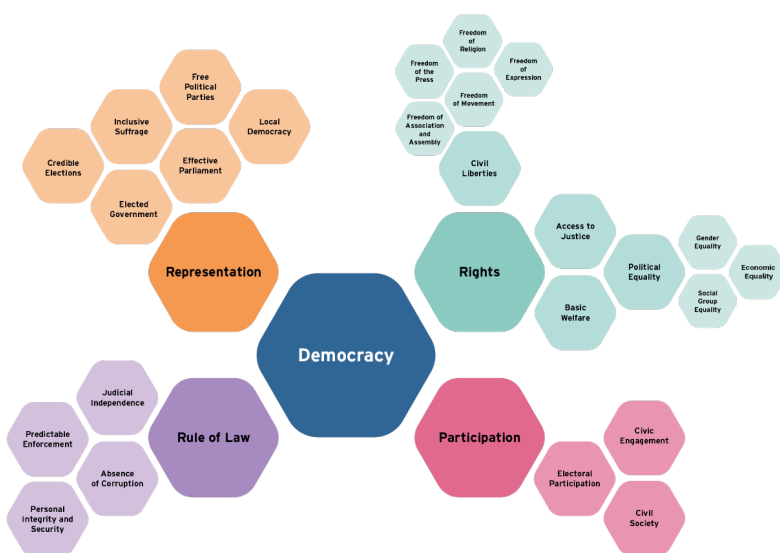 Free
Political
Parties
Inclusive
Suffrage
Local
Democracy
Credible
Elections
Effective
Parliament
Elected
Government
Representation
Freedom
of
Religion
Freedom
of the
Press
Freedom
of
Expression
Freedom
of Movement
Freedom of
Association
and
Assembly
Civil
Liberties
Rights
Access to
Justice
Basic
Welfare
Political
Equality
Gender
Equality
Economic
Equality
Social
Group
Equality
Democracy
Judicial
Independence
Predictable
Enforcement
Absence
of Corruption
Personal
Integrity and
Security
Rule of Law
Participation
Electoral
Participation
Civic
Engagement
Civil
Society